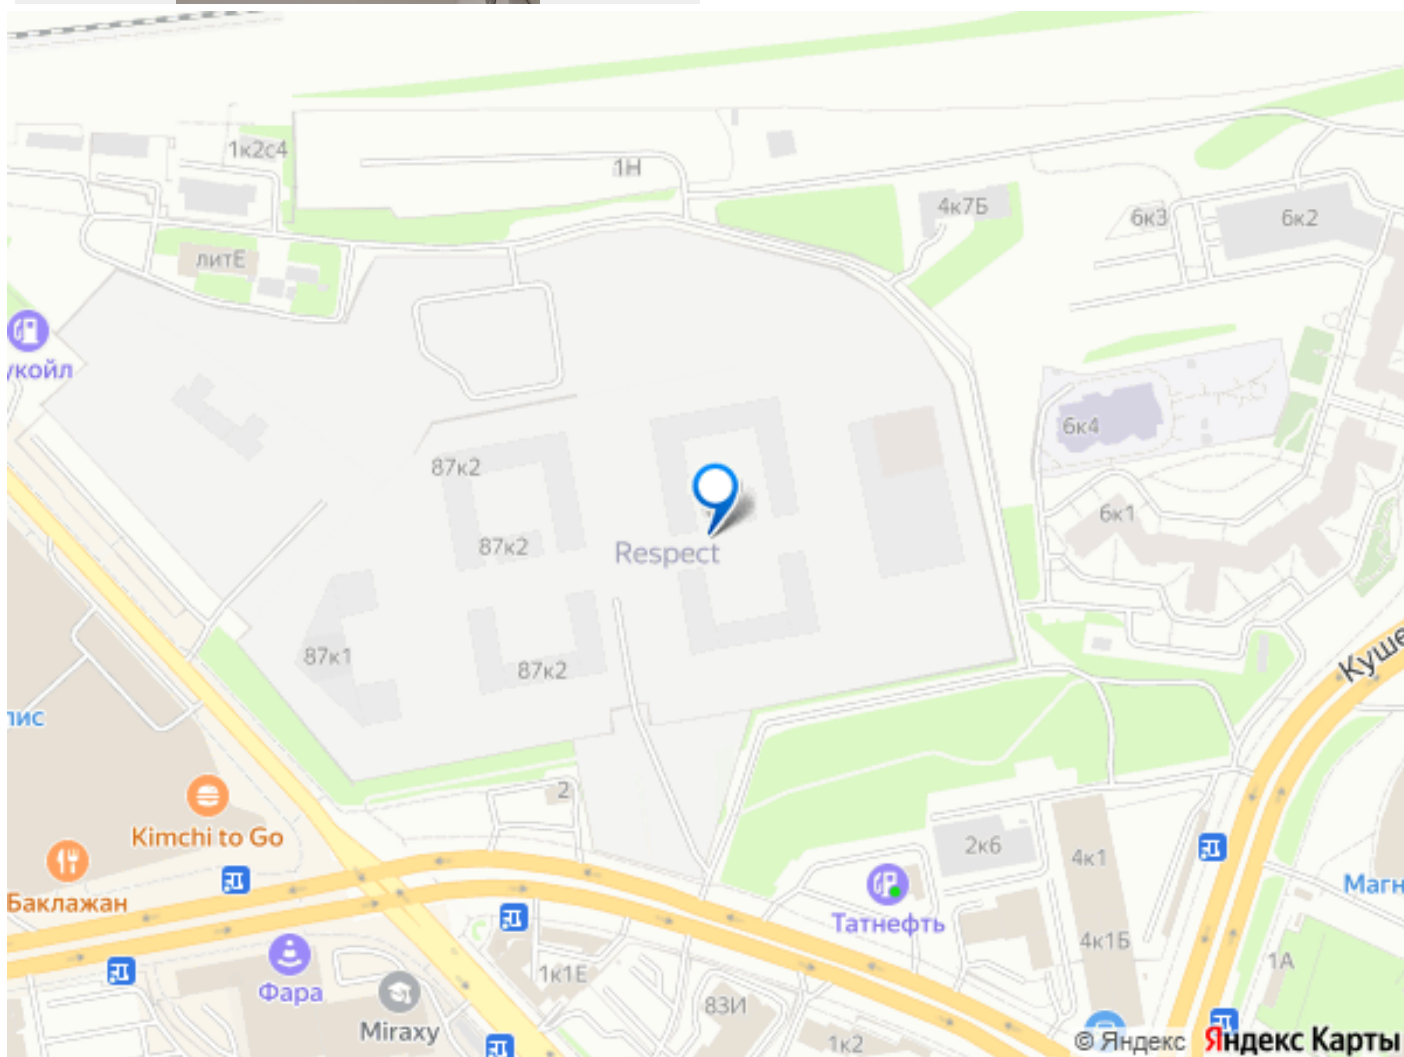 1к2с4
1Н
4к7Б
6к3
6к2
литЕ
укойл
6к4
87к2
6к1
87к2
Respect
87к1
87к2
Куше
лис
2
Kimchi to Go
2к6
4к1
Баклажан
Магн
Татнефть
4к1Б
1к1Е
1А
Фара
83И
Miraxy
1к2
© Яндекс Яндекс Карты